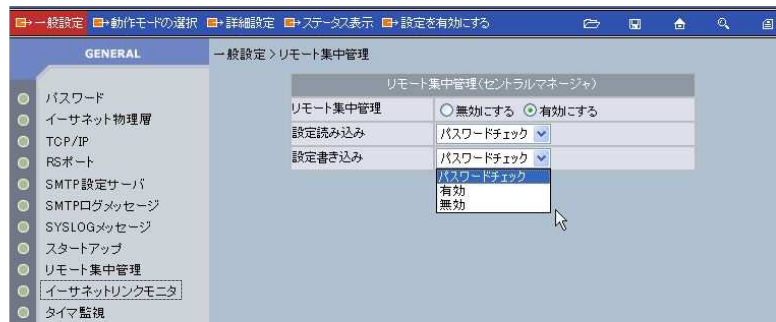 一般設定 動作モードの選択 詳細設定 ステータス表示 設定を有効にする
GENERAL
一般設定>リモート集中管理
パスワード
イーサネット物理層
TCP/IP
RSポート
SMTP設定サーバ
SMTPログメッセージ
SYSLOGメッセージ
スタートアップ
リモート集中管理
イーサネットリンクモニタ
タイマ監視
リモート集中管理(セントラルマネージャ)
リモート集中管理 無効にする 有効にする
設定読み込み パスワードチェック
設定書き込み パスワードチェック
パスワードチェック
有効
無効